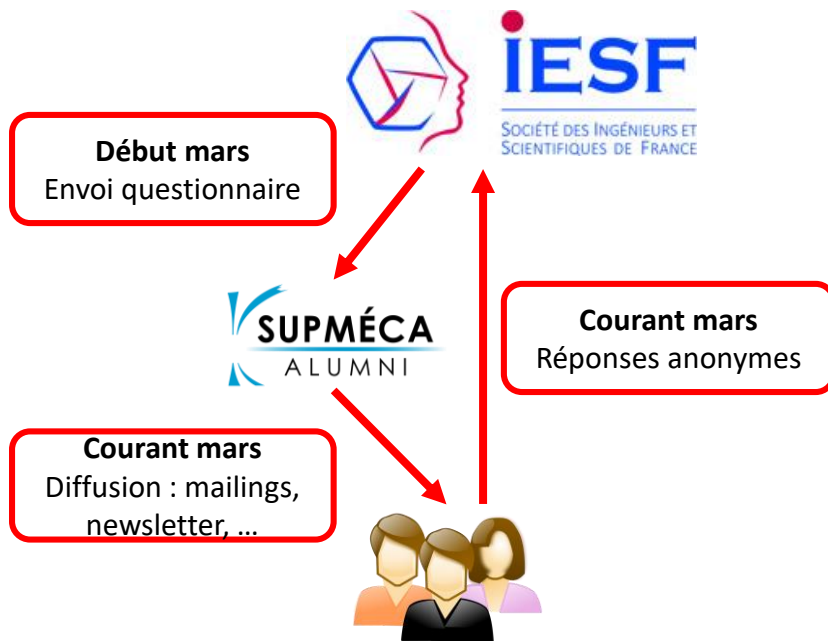 iESF
SOCIÉTÉ DES INGÉNIEURS ET
SCIENTIFIQUES DE FRANCE
Début mars
Envoi questionnaire
SUPMÉCA
ALUMNI
Courant mars
Réponses anonymes
Courant mars
Diffusion : mailings,
newsletter, ...